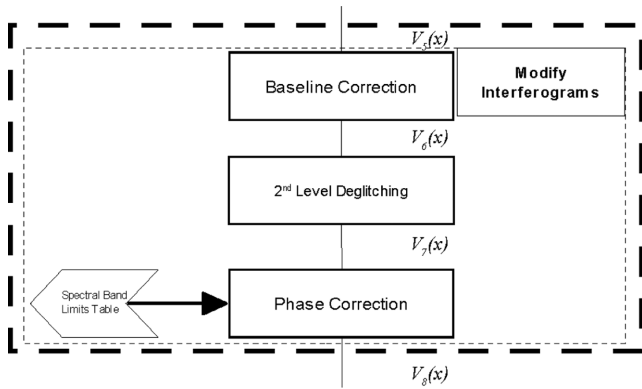 V5(x)
Modify
Interferograms
Baseline Correction
V6(x)
2nd Level Deglitching
V7(x)
Spectral Band
Limits Table
Phase Correction
V8(x)